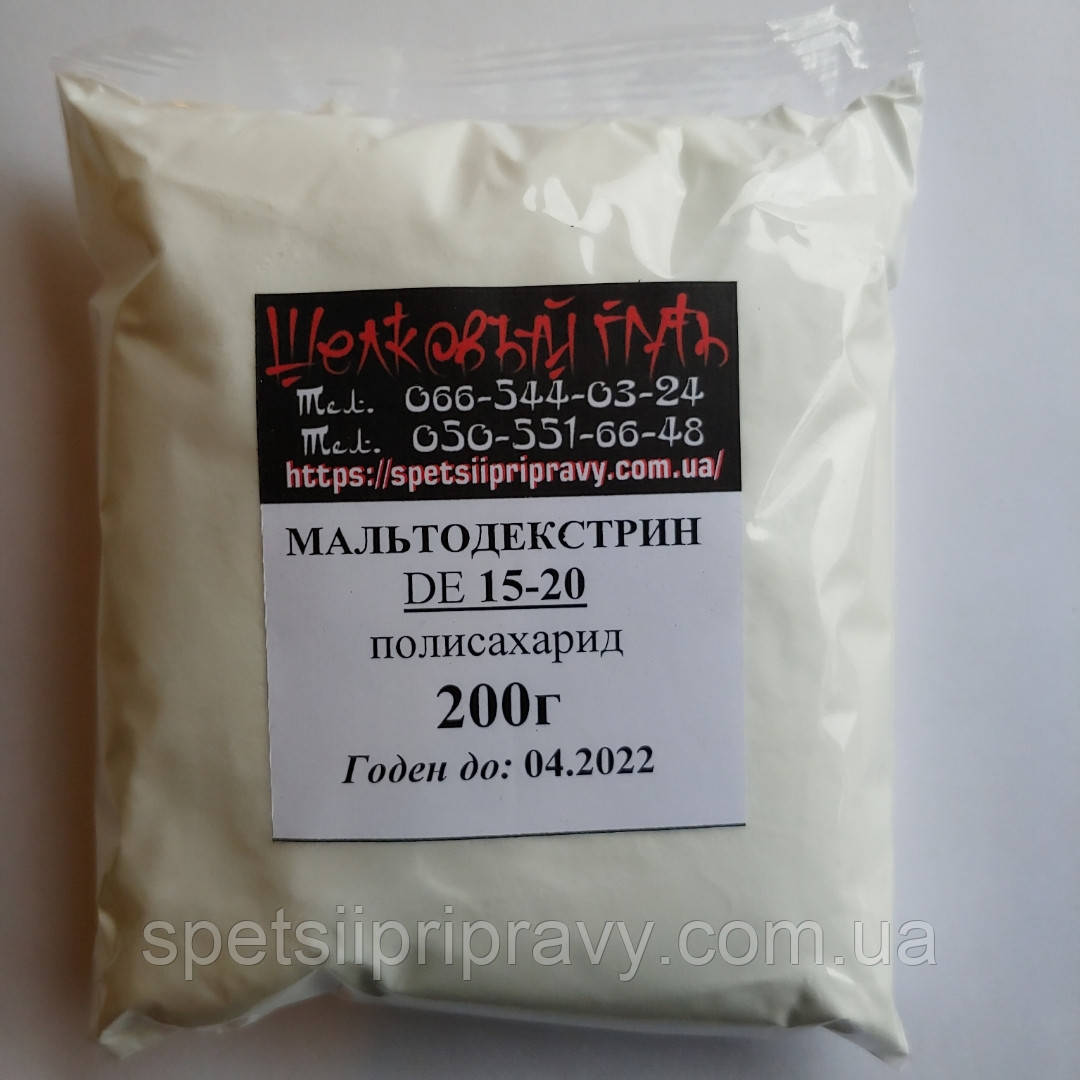 Шелковый путь
Тел. 066-544-03-24
Тел. 050-551-66-48
https://spetsiipripravy.com.ua/
МАЛЬТОДЕКСТРИН
DE 15-20
полисахарид
200г
Годен до: 04.2022
spetsiipripravy.com.ua